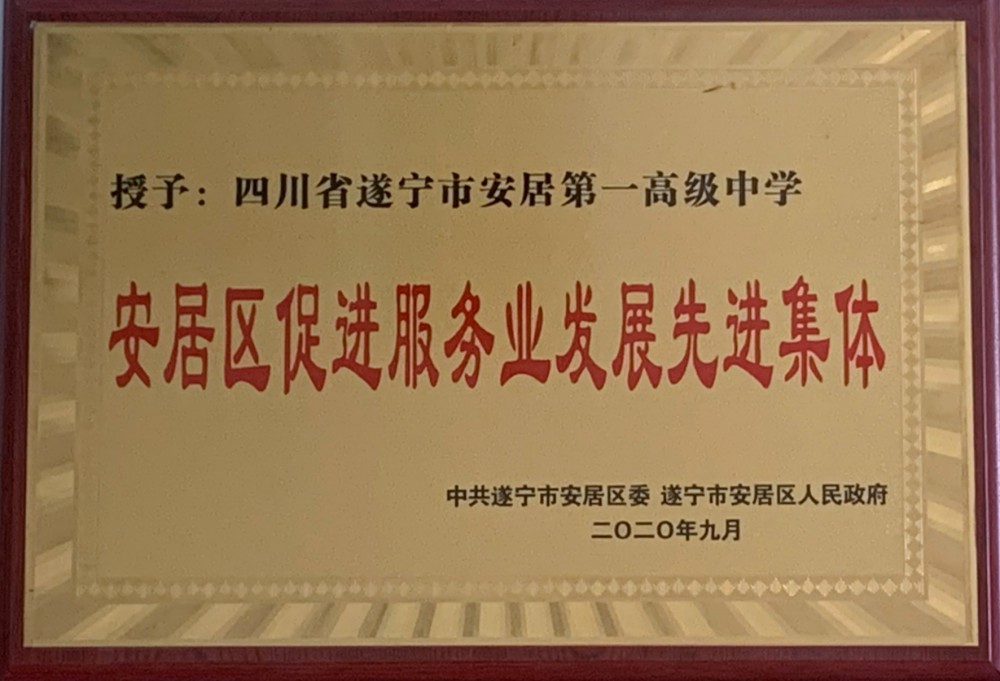 授予：四川省遂宁市安居第一高级中学
安居区促进服务业发展先进集体
中共遂宁市安居区委 遂宁市安居区人民政府
二〇二〇年九月